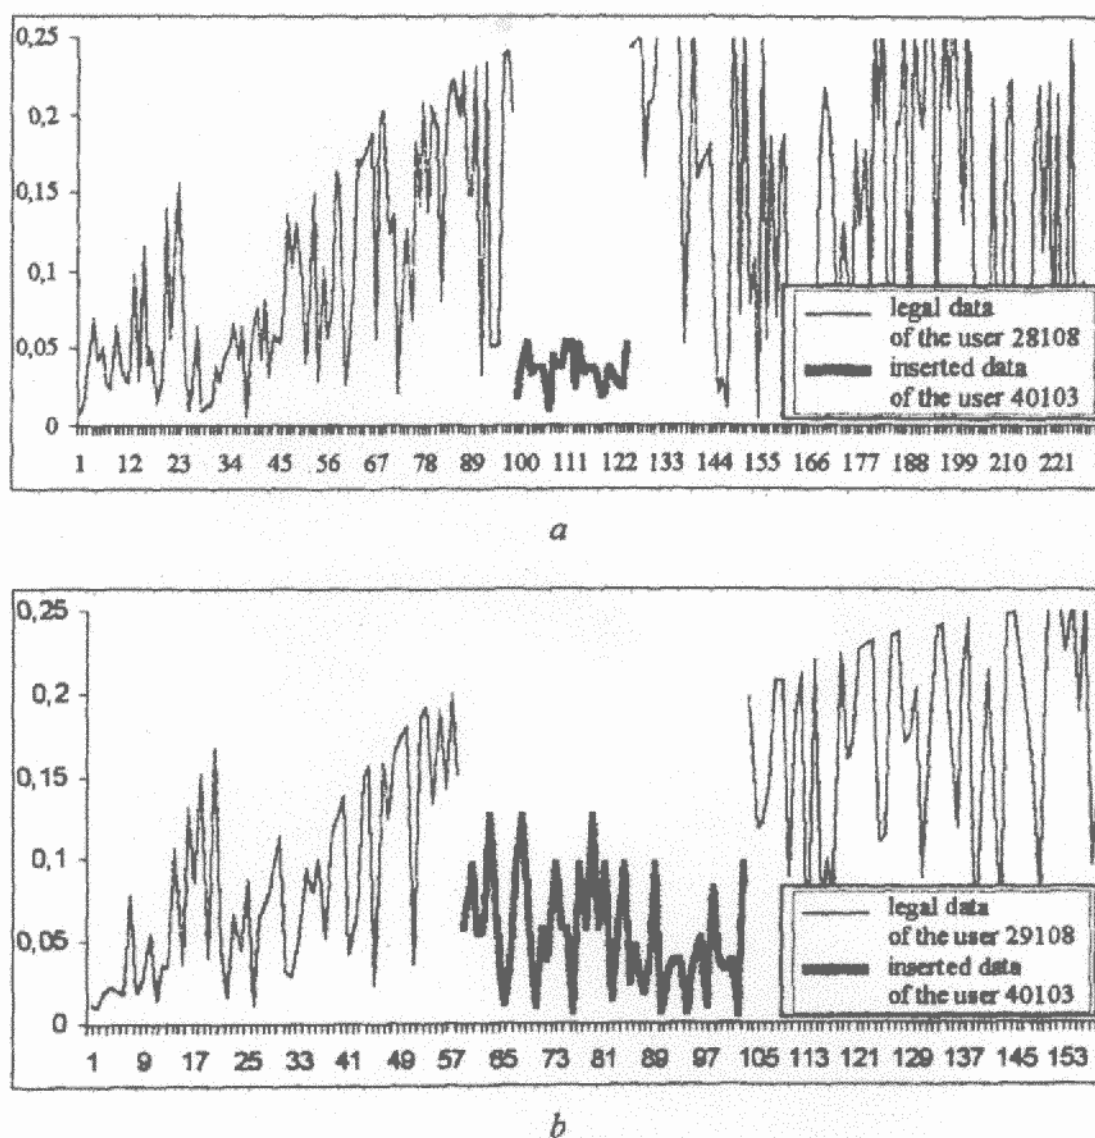 0,25
0,2
0,15
0,1
0,05
0
1 12 23 34 45 56 67 78 89 100 111 122 133 144 155 166 177 188 199 210 221
legal data
of the user 28108
inserted data
of the user 40103
a
0,25
0,2
0,15
0,1
0,05
0
1 9 17 25 33 41 49 57 65 73 81 89 97 105 113 121 129 137 145 153
legal data
of the user 29108
inserted data
of the user 40103
b